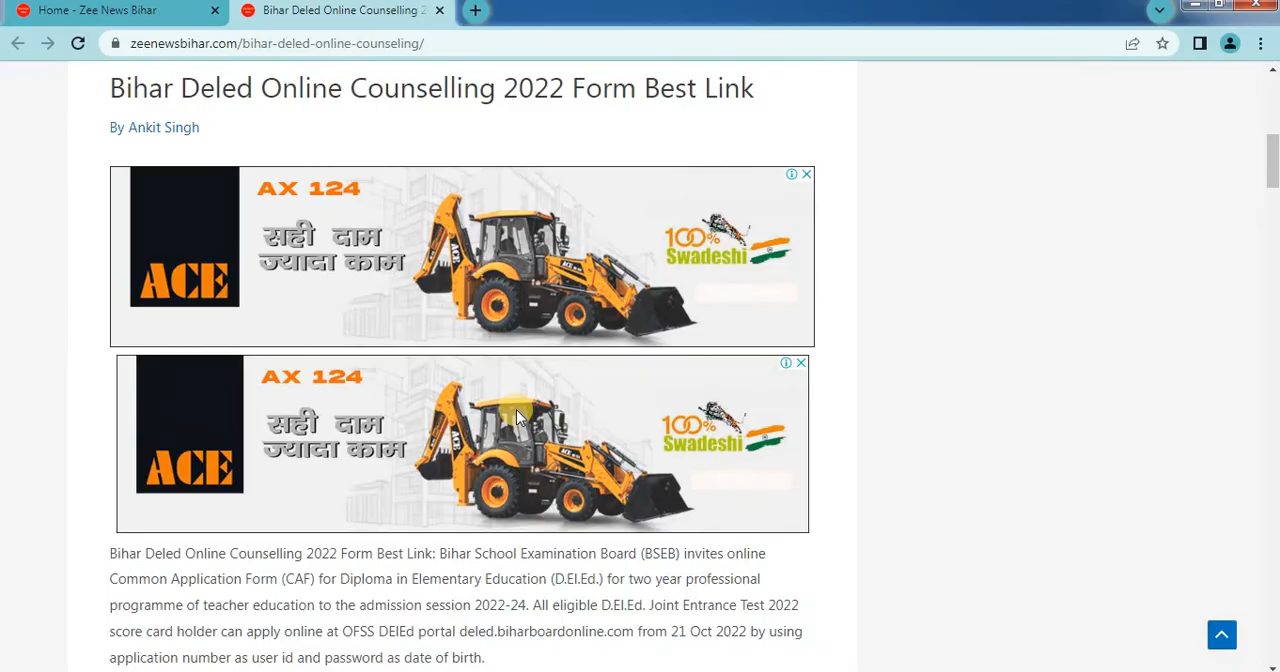 Home - Zee News Bihar
Bihar Deled Online Counselling 2
zeenewsbihar.com/bihar-deled-online-counseling/
Bihar Deled Online Counselling 2022 Form Best Link
By Ankit Singh
AX 124
सही दाम
ज्यादा काम
ACE
ACE
100%
Swadeshi
AX 124
सही दाम
ज्यादा काम
ACE
ACE
100%
Swadeshi
Bihar Deled Online Counselling 2022 Form Best Link: Bihar School Examination Board (BSEB) invites online
Common Application Form (CAF) for Diploma in Elementary Education (D.El.Ed.) for two year professional
programme of teacher education to the admission session 2022-24. All eligible D.El.Ed. Joint Entrance Test 2022
score card holder can apply online at OFSS DElEd portal deled.biharboardonline.com from 21 Oct 2022 by using
application number as user id and password as date of birth.